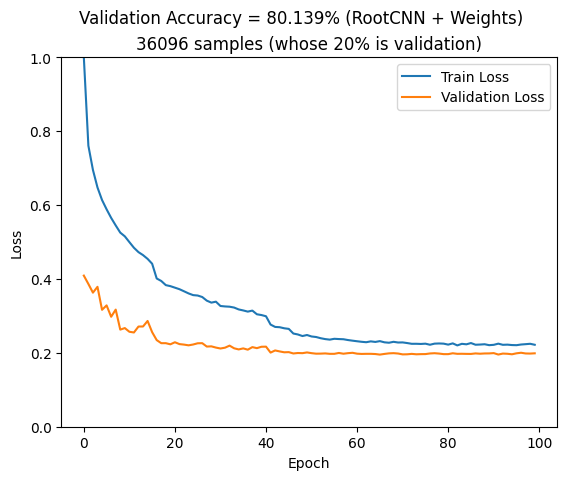 Validation Accuracy = 80.139% (RootCNN + Weights)
36096 samples (whose 20% is validation)
1.0
Train Loss
Validation Loss
0.8
0.6
Loss
0.4
0.2
0.0
0 20 40 60 80 100
Epoch